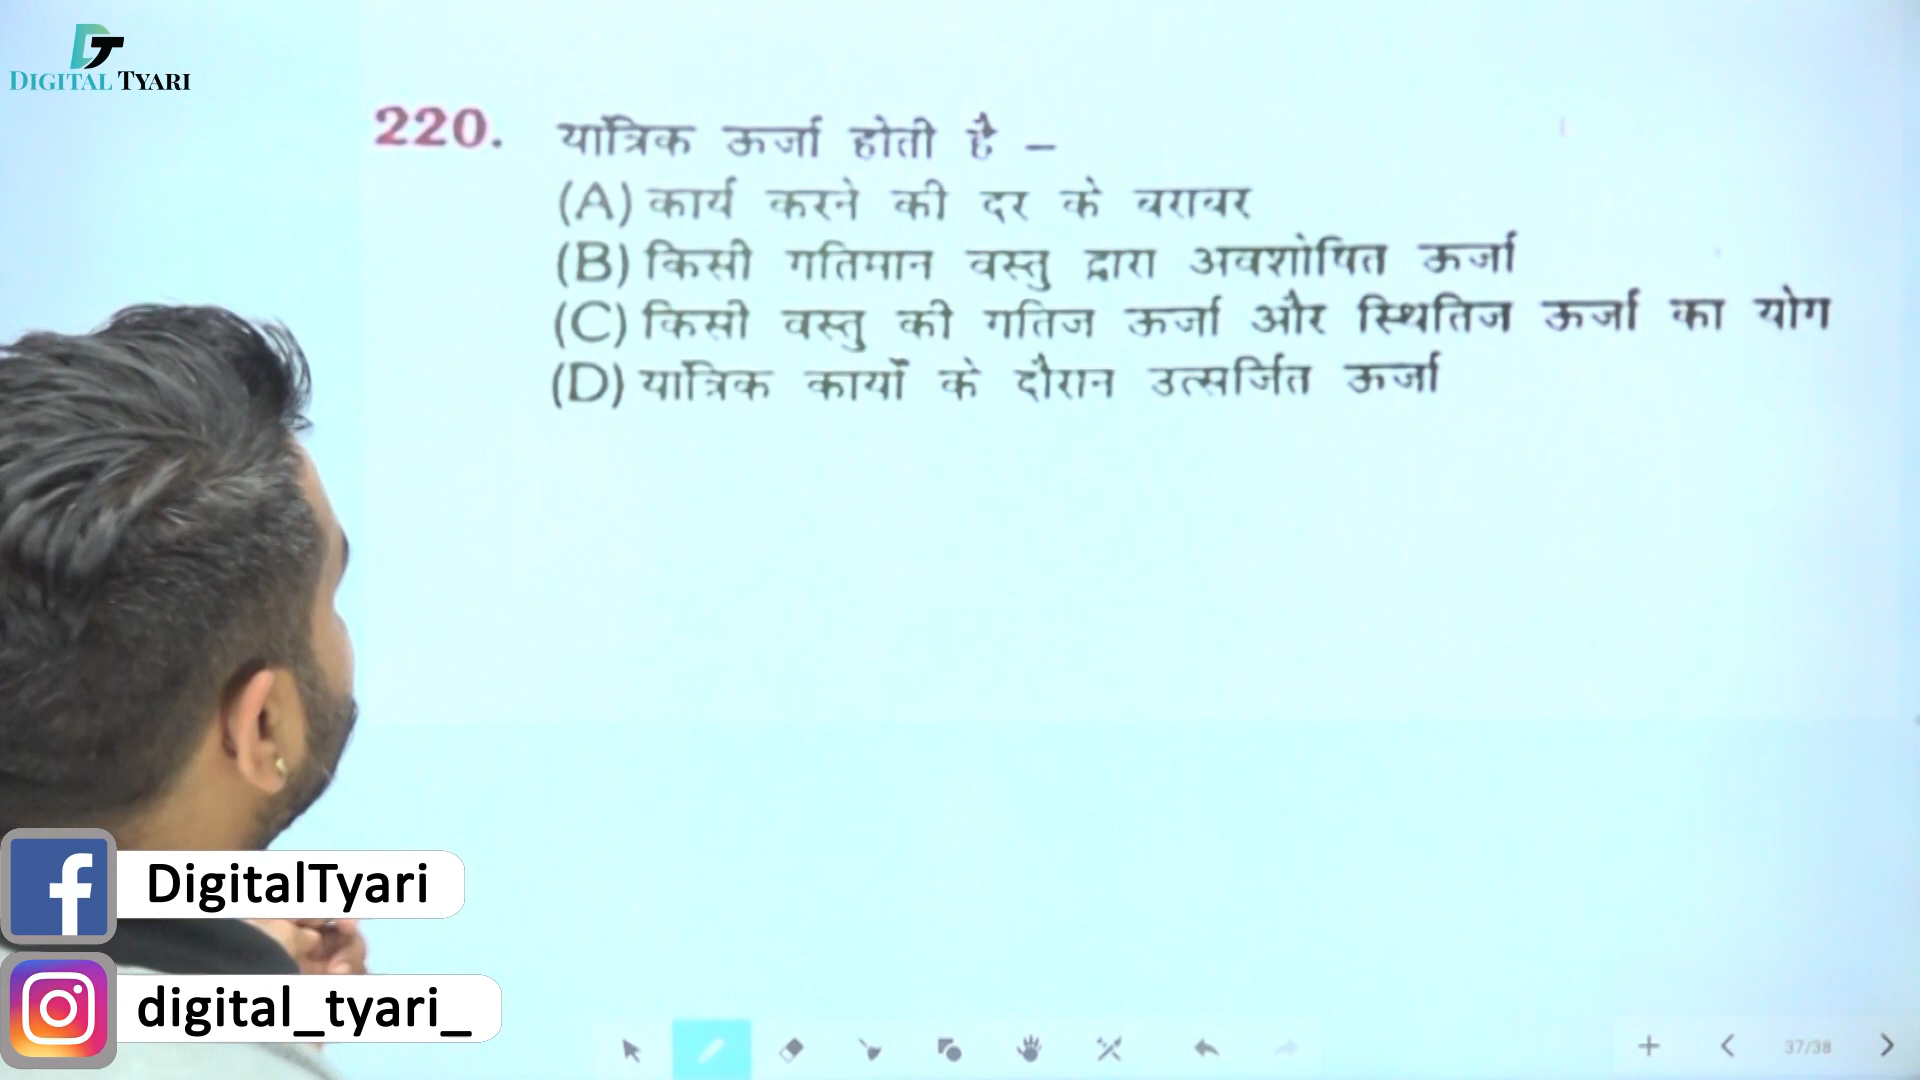 DT
DIGITAL TYARI
220. यांत्रिक ऊर्जा होती है –
(A) कार्य करने की दर के बराबर
(B) किसी गतिमान वस्तु द्वारा अवशोषित ऊर्जा
(C) किसी वस्तु की गतिज ऊर्जा और स्थितिज ऊर्जा का योग
(D) यांत्रिक कार्यों के दौरान उत्सर्जित ऊर्जा
DigitalTyari
digital_tyari_
37/38